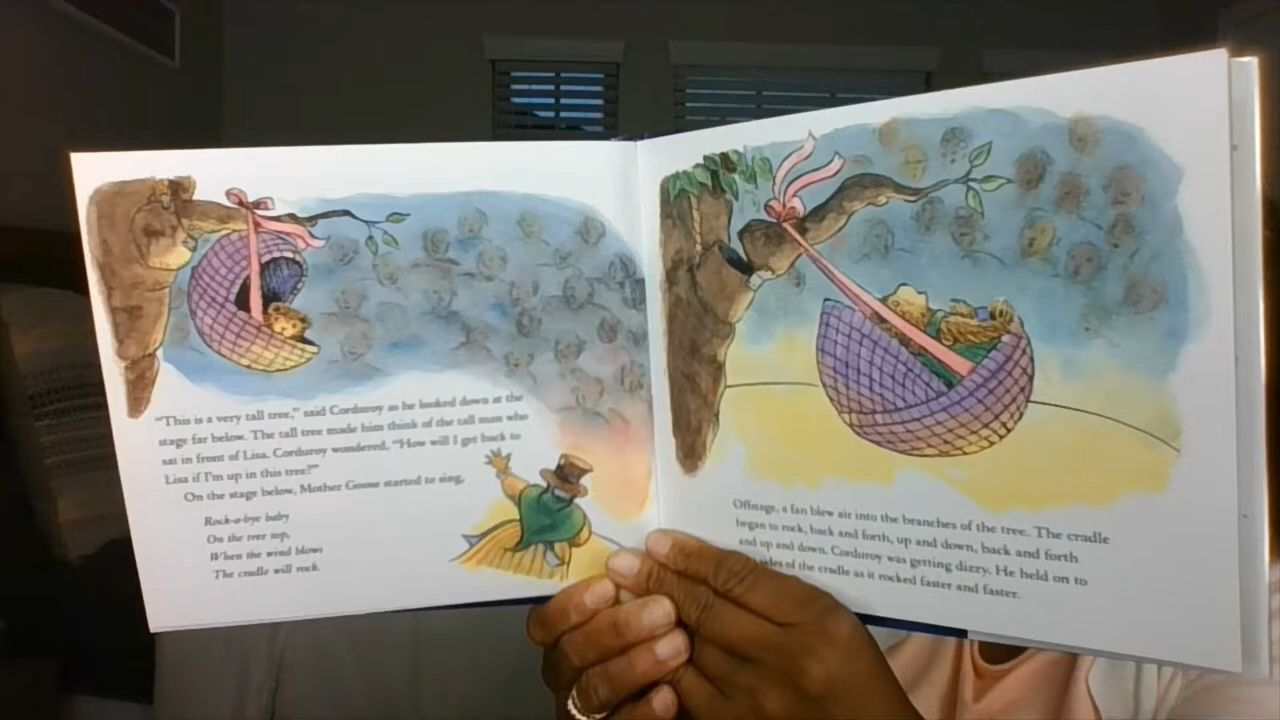 "This is a very tall tree," said Corduroy as he looked down at the
stage far below. The tall tree made him think of the tall man who
sat in front of Lisa. Corduroy wondered, "How will I get back to
Lisa if I'm up in this tree?"
On the stage below, Mother Goose started to sing,
Rock-a-bye baby
On the tree top,
When the wind blows
The cradle will rock.
Offstage, a fan blew air into the branches of the tree. The cradle
began to rock, back and forth, up and down, back and forth
and up and down. Corduroy was getting dizzy. He held on to
sides of the cradle as it rocked faster and faster.